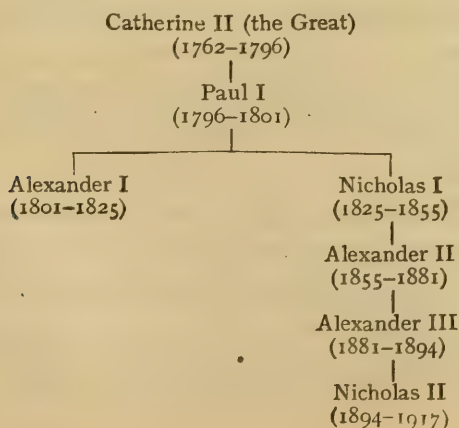 Catherine II (the Great)
(1762–1796)
Paul I
(1796–1801)
Alexander I
(1801–1825)
Nicholas I
(1825–1855)
Alexander II
(1855–1881)
Alexander III
(1881–1894)
Nicholas II
(1894–1917)